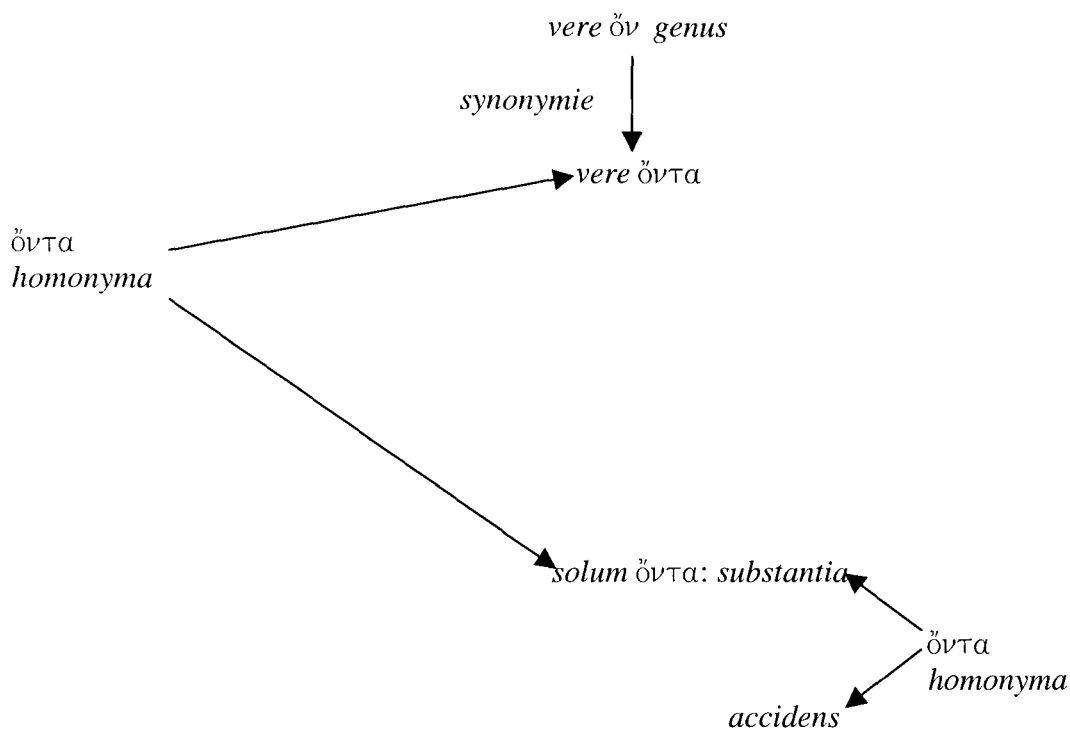 vere ὄν genus
synonymie
vere ὄντα
ὄντα
homonyma
solum ὄντα: substantia
ὄντα
homonyma
accidens